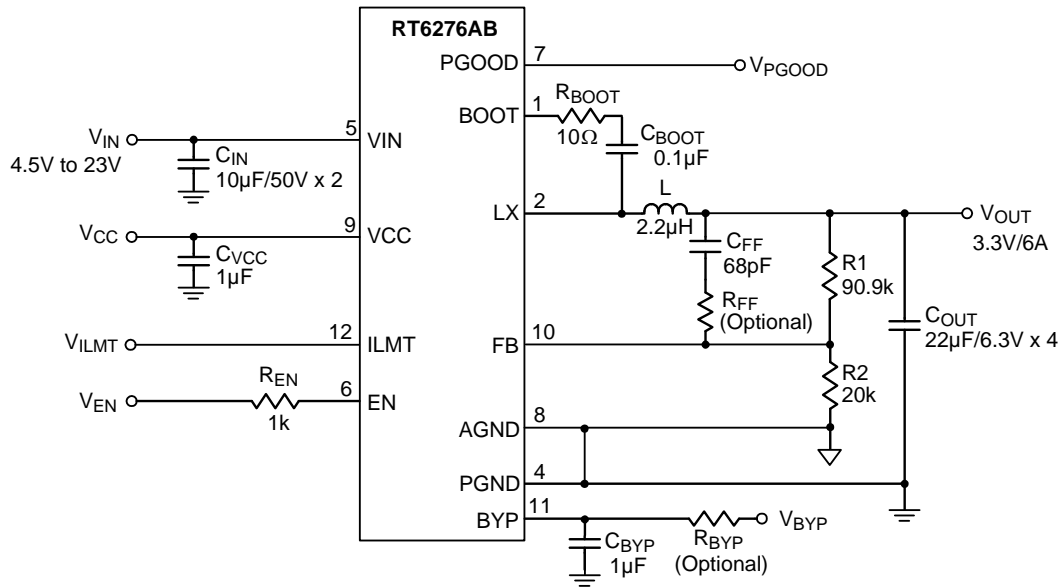 RT6276AB
PGOOD
7
VPGOOD
BOOT
1
RBOOT
10Ω
CBOOT
0.1µF
VIN
4.5V to 23V
5
VIN
CIN
10µF/50V x 2
LX
2
L
2.2µH
VOUT
3.3V/6A
VCC
9
VCC
CVCC
1µF
CFF
68pF
RFF
(Optional)
R1
90.9k
COUT
22µF/6.3V x 4
VILMT
12
ILMT
FB
10
R2
20k
VEN
REN
1k
6
EN
AGND
8
PGND
4
BYP
11
CBYP
1µF
RBYP
(Optional)
VBYP